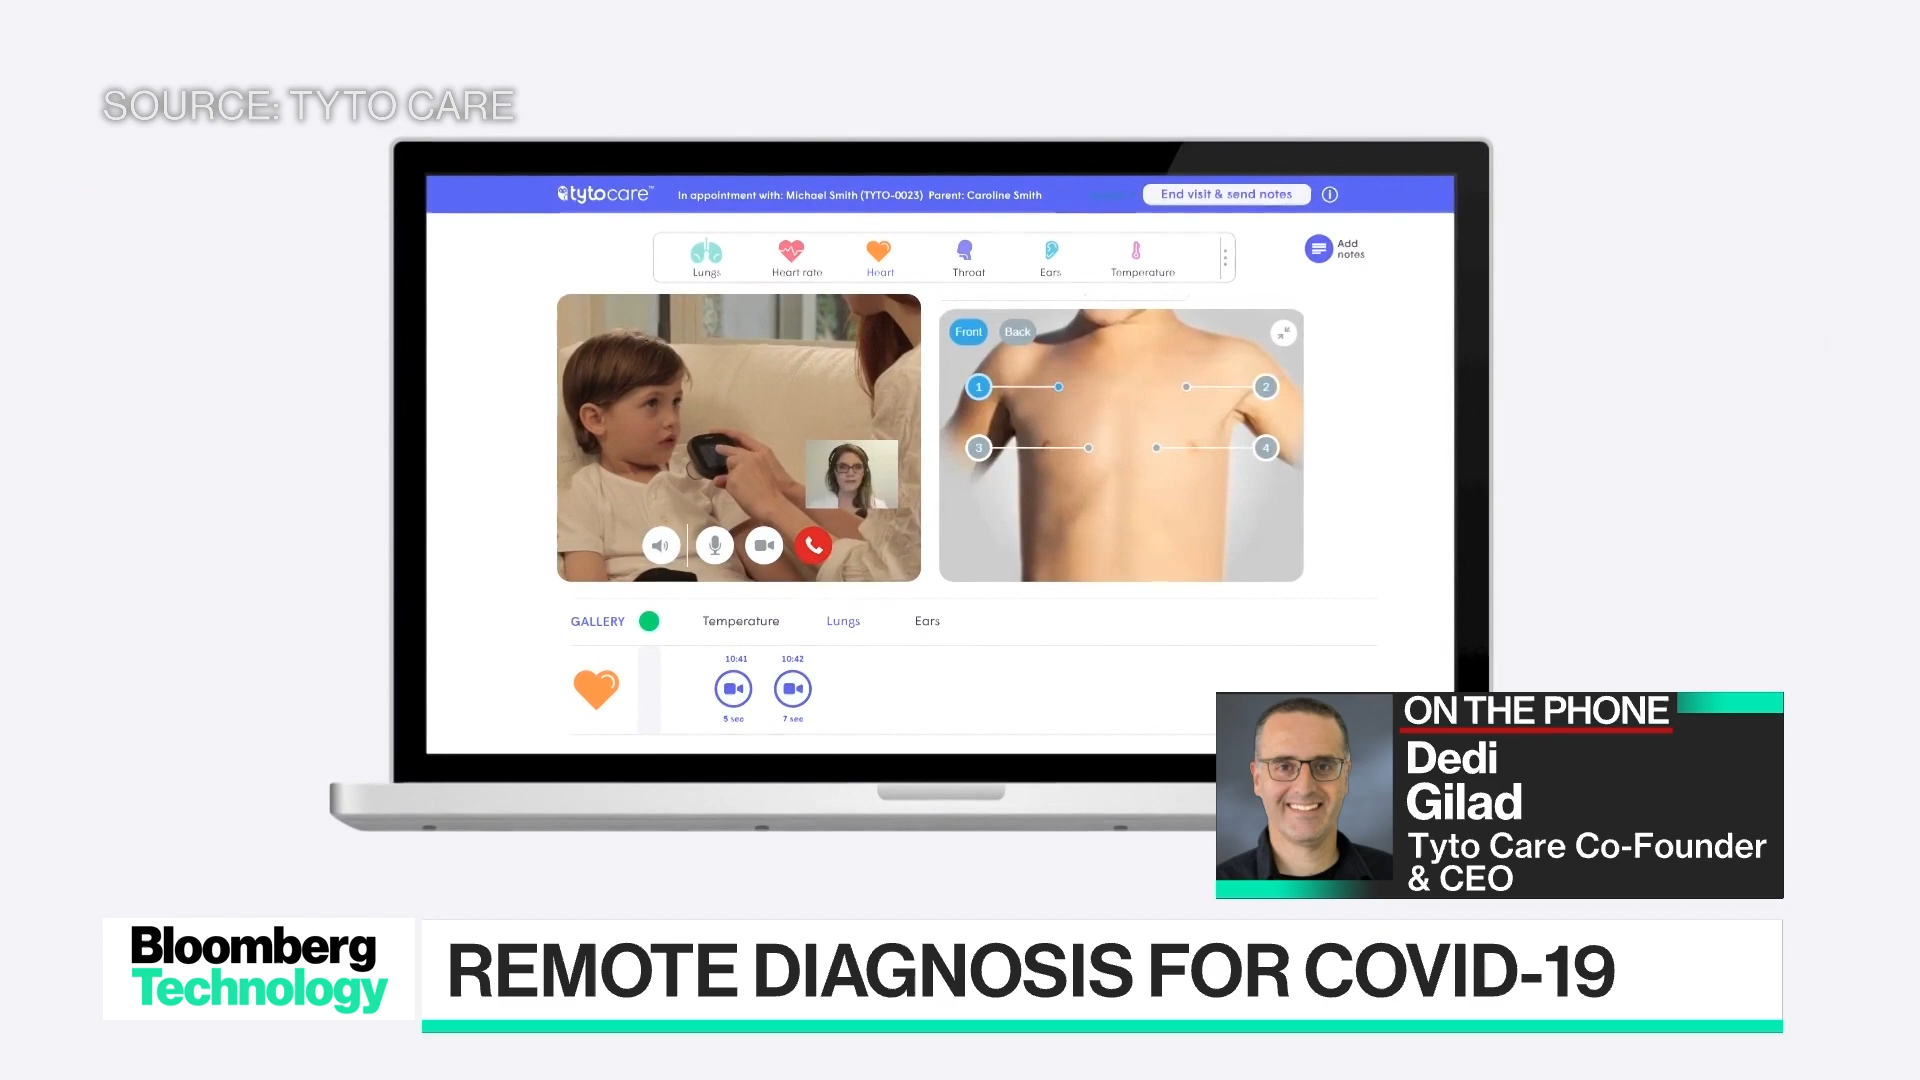 SOURCE: TYTO CARE
tytocare™
In appointment with: Michael Smith (TYTO-0023) Parent: Caroline Smith
End visit & send notes
i
Lungs
Heart rate
Heart
Throat
Ears
Temperature
Add
notes
Front
Back
1
2
3
4
GALLERY
Temperature
Lungs
Ears
10:41
10:42
5 sec
7 sec
ON THE PHONE
Dedi
Gilad
Tyto Care Co-Founder
& CEO
Bloomberg
Technology
REMOTE DIAGNOSIS FOR COVID-19